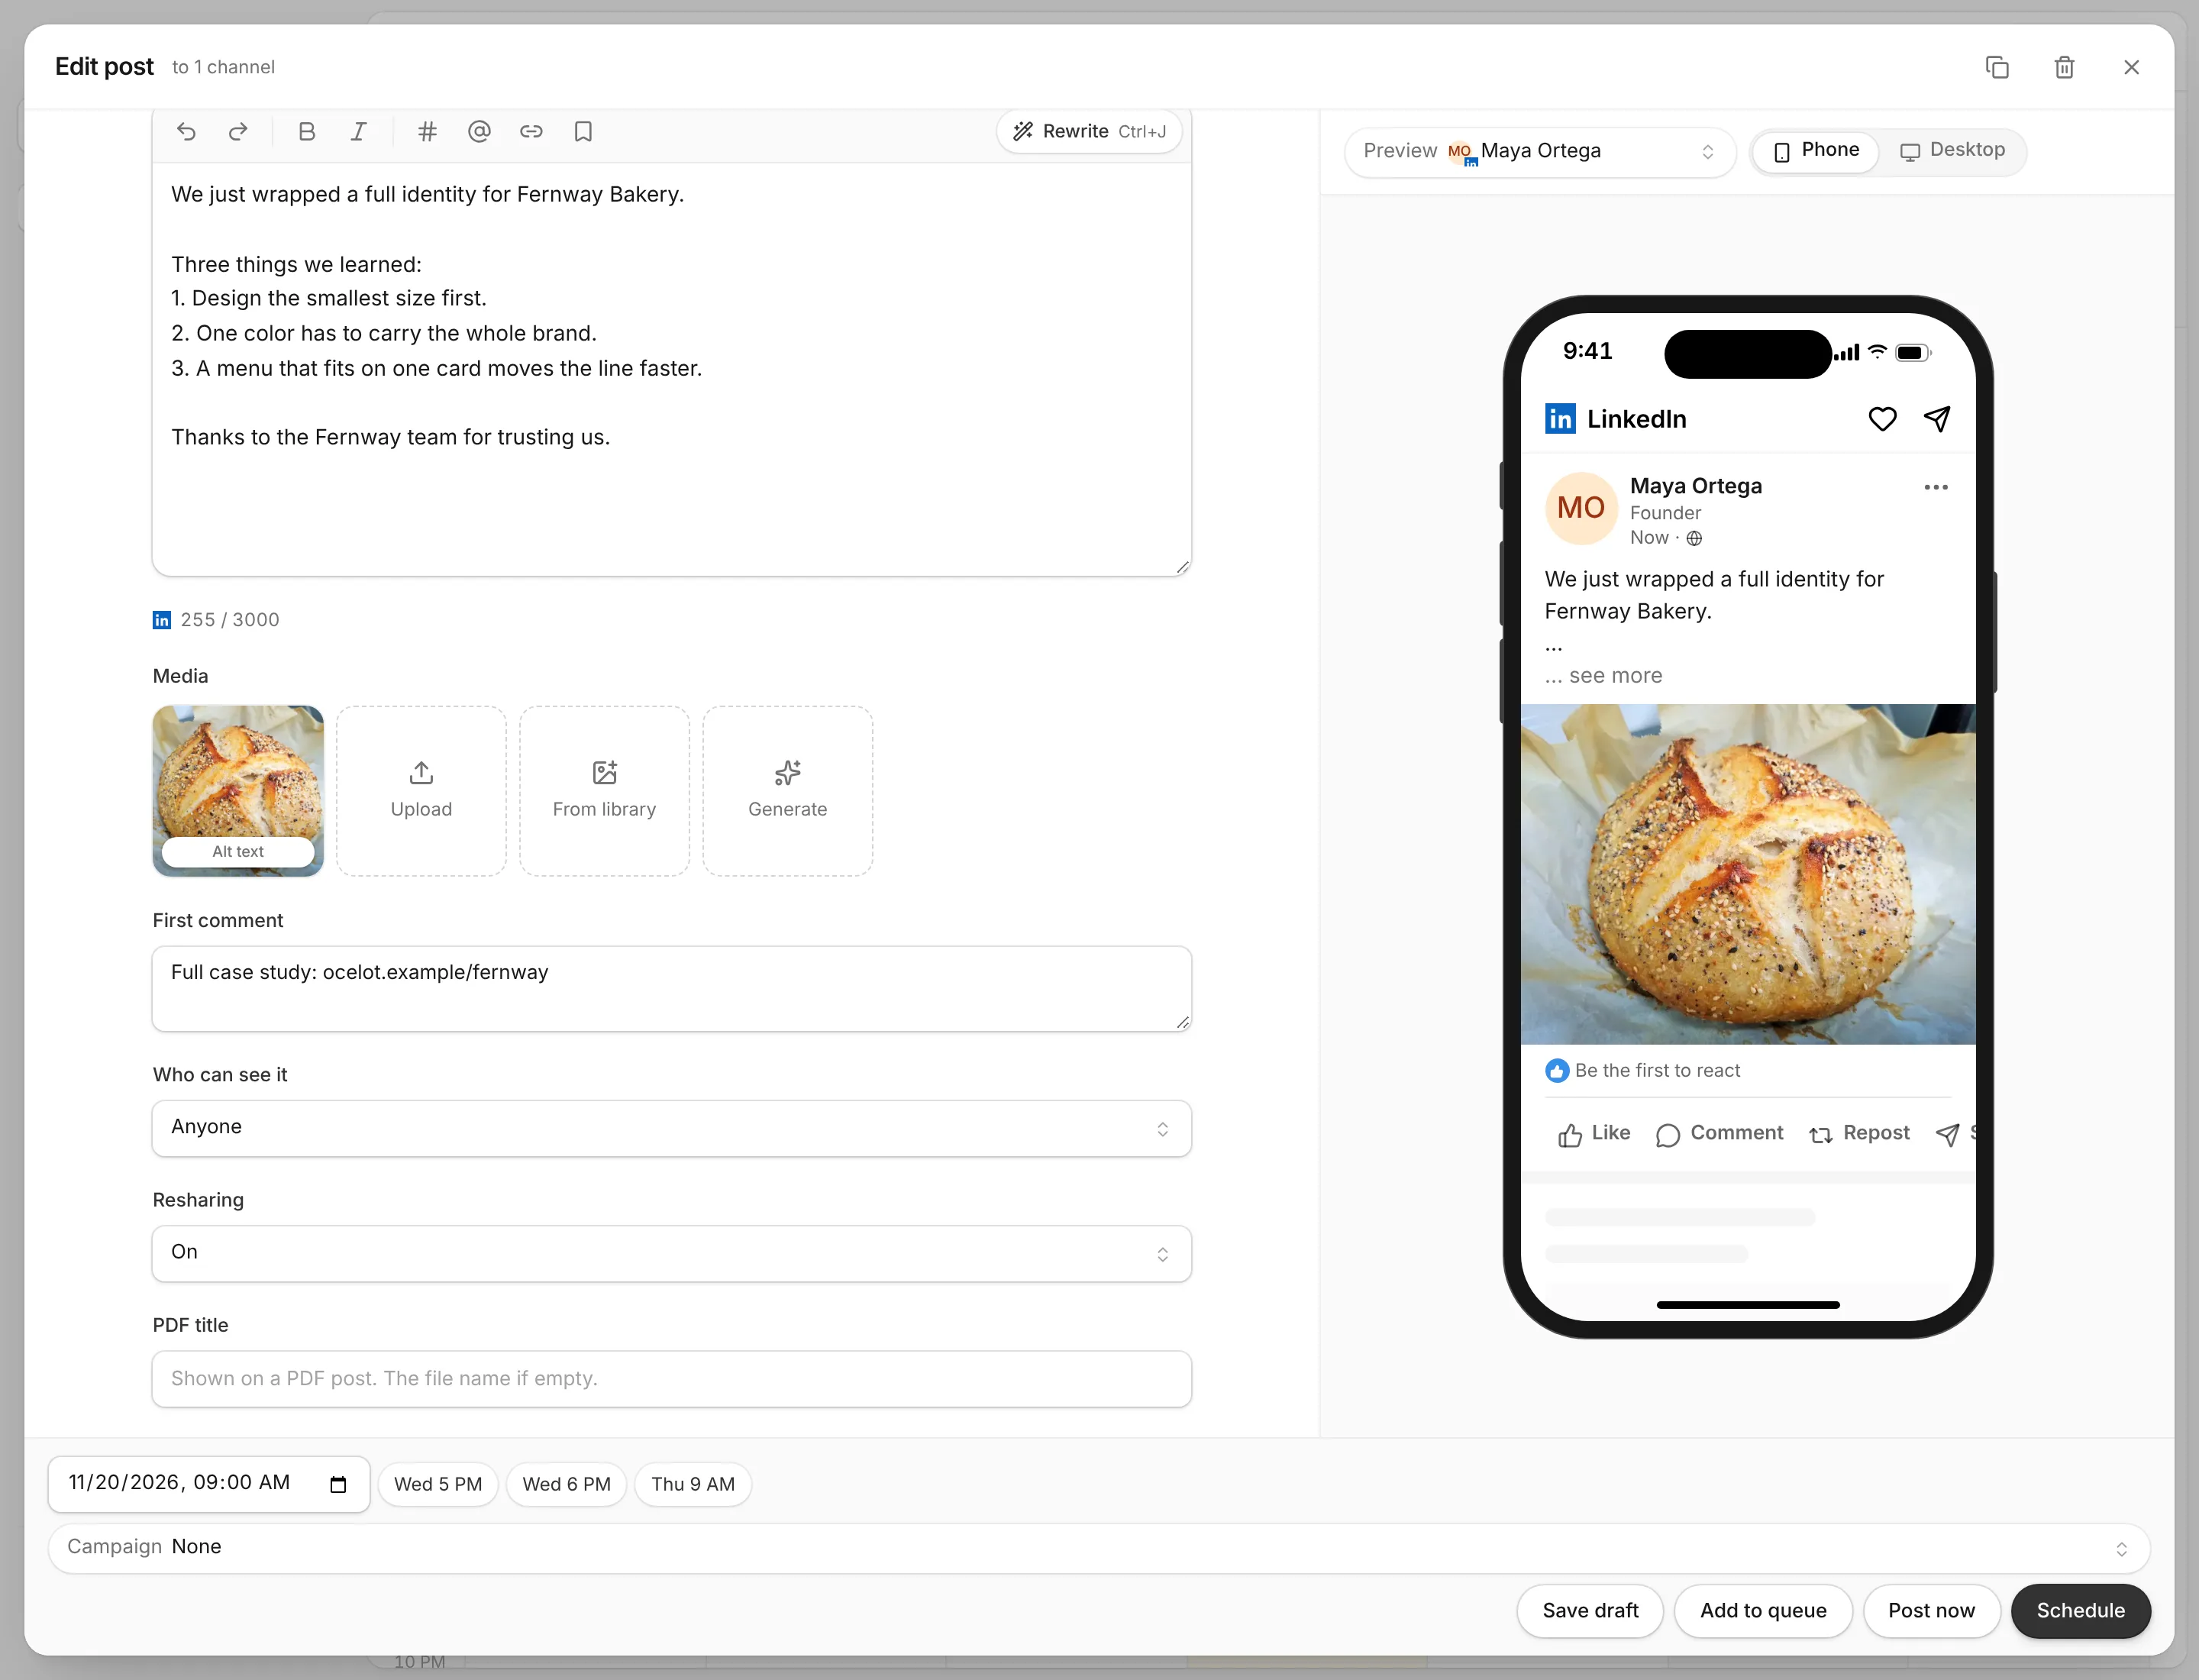 Edit post to 1 channel
Rewrite Ctrl+J
We just wrapped a full identity for Fernway Bakery.
Three things we learned:
1. Design the smallest size first.
2. One color has to carry the whole brand.
3. A menu that fits on one card moves the line faster.
Thanks to the Fernway team for trusting us.
in 255 / 3000
Media
Alt text
Upload
From library
Generate
First comment
Full case study: ocelot.example/fernway
Who can see it
Anyone
Resharing
On
PDF title
Shown on a PDF post. The file name if empty.
Preview MO in Maya Ortega
Phone
Desktop
9:41
in LinkedIn
MO
Maya Ortega
Founder
Now ·
We just wrapped a full identity for
Fernway Bakery.
...
... see more
Be the first to react
Like Comment Repost
11/20/2026, 09:00 AM
Wed 5 PM
Wed 6 PM
Thu 9 AM
Campaign None
Save draft
Add to queue
Post now
Schedule
10 PM